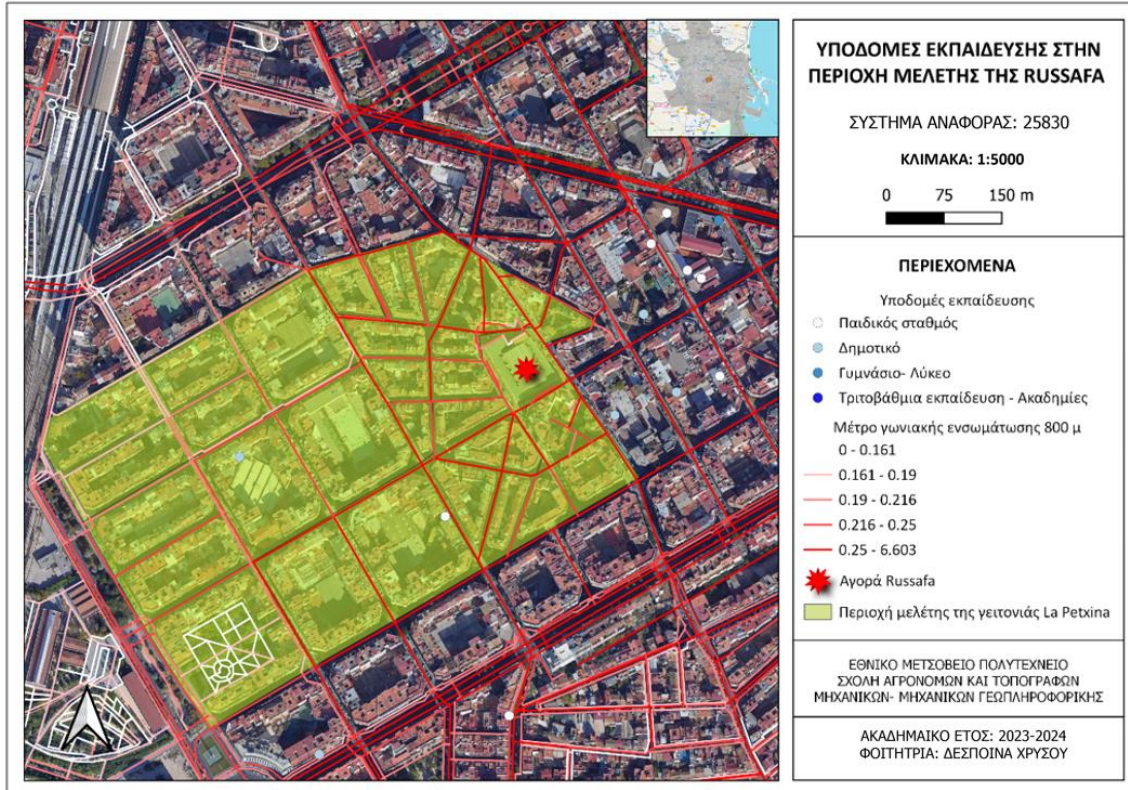 ΥΠΟΔΟΜΕΣ ΕΚΠΑΙΔΕΥΣΗΣ ΣΤΗΝ
ΠΕΡΙΟΧΗ ΜΕΛΕΤΗΣ ΤΗΣ RUSSAFA
ΣΥΣΤΗΜΑ ΑΝΑΦΟΡΑΣ: 25830
ΚΛΙΜΑΚΑ: 1:5000
0 75 150 m
ΠΕΡΙΕΧΟΜΕΝΑ
Υποδομές εκπαίδευσης
Παιδικός σταθμός
Δημοτικό
Γυμνάσιο- Λύκεο
Τριτοβάθμια εκπαίδευση - Ακαδημίες
Μέτρο γωνιακής ενσωμάτωσης 800 μ
0 - 0.161
0.161 - 0.19
0.19 - 0.216
0.216 - 0.25
0.25 - 6.603
Αγορά Russafa
Περιοχή μελέτης της γειτονιάς La Petxina
ΕΘΝΙΚΟ ΜΕΤΣΟΒΕΙΟ ΠΟΛΥΤΕΧΝΕΙΟ
ΣΧΟΛΗ ΑΓΡΟΝΟΜΩΝ ΚΑΙ ΤΟΠΟΓΡΑΦΩΝ
ΜΗΧΑΝΙΚΩΝ- ΜΗΧΑΝΙΚΩΝ ΓΕΩΠΛΗΡΟΦΟΡΙΚΗΣ
ΑΚΑΔΗΜΑΙΚΟ ΕΤΟΣ: 2023-2024
ΦΟΙΤΗΤΡΙΑ: ΔΕΣΠΟΙΝΑ ΧΡΥΣΟΥ